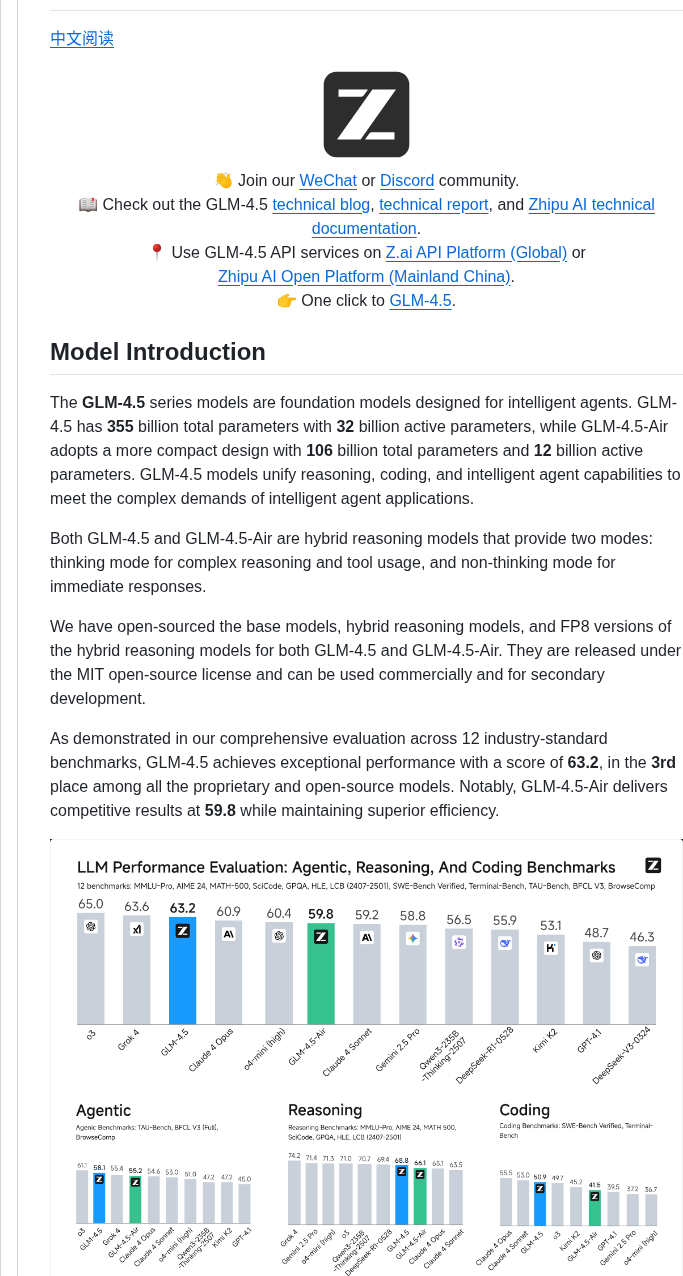 中文阅读
👋 Join our WeChat or Discord community.
📖 Check out the GLM-4.5 technical blog, technical report, and Zhipu AI technical
documentation.
📍 Use GLM-4.5 API services on Z.ai API Platform (Global) or
Zhipu AI Open Platform (Mainland China).
👉 One click to GLM-4.5.
Model Introduction
The GLM-4.5 series models are foundation models designed for intelligent agents. GLM-
4.5 has 355 billion total parameters with 32 billion active parameters, while GLM-4.5-Air
adopts a more compact design with 106 billion total parameters and 12 billion active
parameters. GLM-4.5 models unify reasoning, coding, and intelligent agent capabilities to
meet the complex demands of intelligent agent applications.
Both GLM-4.5 and GLM-4.5-Air are hybrid reasoning models that provide two modes:
thinking mode for complex reasoning and tool usage, and non-thinking mode for
immediate responses.
We have open-sourced the base models, hybrid reasoning models, and FP8 versions of
the hybrid reasoning models for both GLM-4.5 and GLM-4.5-Air. They are released under
the MIT open-source license and can be used commercially and for secondary
development.
As demonstrated in our comprehensive evaluation across 12 industry-standard
benchmarks, GLM-4.5 achieves exceptional performance with a score of 63.2, in the 3rd
place among all the proprietary and open-source models. Notably, GLM-4.5-Air delivers
competitive results at 59.8 while maintaining superior efficiency.
LLM Performance Evaluation: Agentic, Reasoning, And Coding Benchmarks
12 benchmarks: MMLU-Pro, AIME 24, MATH-500, SciCode, GPQA, HLE, LCB (2407-2501), SWE-Bench Verified, Terminal-Bench, TAU-Bench, BFCL V3, BrowseComp
65.0 63.6 63.2 60.9 60.4 59.8 59.2 58.8 56.5 55.9 53.1 48.7 46.3
o3
Grok 4
GLM-4.5
Claude 4 Opus
o4-mini (high)
GLM-4.5-Air
Claude 4 Sonnet
Gemini 2.5 Pro
Qwen3-235B
-Thinking-2507
DeepSeek-R1-0528
Kimi K2
GPT-4.1
DeepSeek-V3-0324
Agentic
Agenic Benchmarks: TAU-Bench, BFCL V3 (Full),
BrowseComp
61.1 58.1 55.4 55.2 54.6 53.0 51.0 47.2 47.2 45.0
o3
GLM-4.5
Grok 4
GLM-4.5-Air
Claude 4 Opus
Claude 4 Sonnet
o4-mini (high)
Qwen3-235B
-Thinking-2507
Kimi K2
GPT-4.1
Reasoning
Reasoning Benchmarks: MMLU-Pro, AIME 24, MATH 500,
SciCode, GPQA, HLE, LCB (2407-2501)
74.2 71.4 71.3 71.0 70.7 69.4 68.8 66.1 65.1 63.5
Grok 4
Gemini 2.5 Pro
o4-mini (high)
o3
Qwen3-235B
-Thinking-2507
DeepSeek-R1-0528
GLM-4.5
GLM-4.5-Air
Claude 4 Opus
Claude 4 Sonnet
Coding
Coding Benchmarks: SWE-Bench Verified, Terminal-
Bench
55.5 53.0 50.9 49.7 45.2 41.5 39.5 37.2 36.7
Claude 4 Opus
Claude 4 Sonnet
GLM-4.5
o3
Kimi K2
GLM-4.5-Air
GPT-4.1
Gemini 2.5 Pro
o4-mini (high)